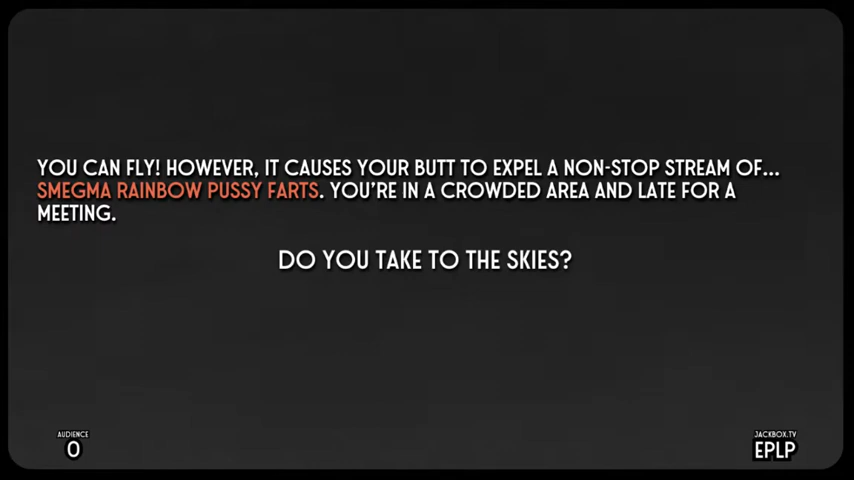 YOU CAN FLY! HOWEVER, IT CAUSES YOUR BUTT TO EXPEL A NON-STOP STREAM OF...
SMEGMA RAINBOW PUSSY FARTS. YOU'RE IN A CROWDED AREA AND LATE FOR A
MEETING.
DO YOU TAKE TO THE SKIES?
AUDIENCE
0
JACKBOX.TV
EPLP